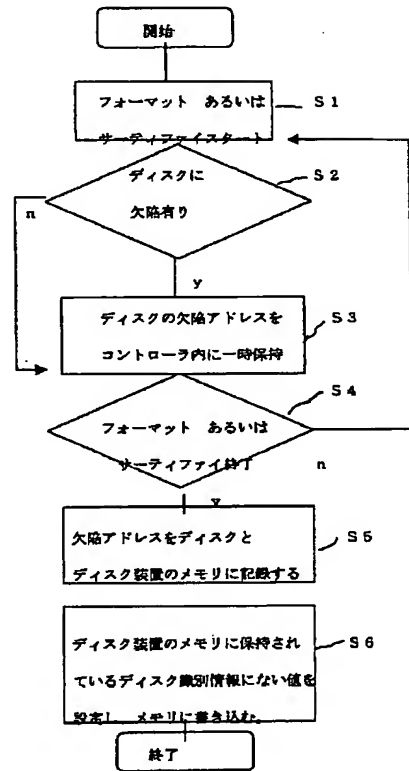 開始
フォーマット あるいは
サーティファイスタート
S1
ディスクに
欠陥有り
S2
n
y
ディスクの欠陥アドレスを
コントローラ内に一時保持
S3
フォーマット あるいは
サーティファイ終了
S4
n
y
欠陥アドレスをディスクと
ディスク装置のメモリに記録する
S5
ディスク装置のメモリに保持され
ているディスク識別情報にない値を
設定し、メモリに書き込む。
S6
終了